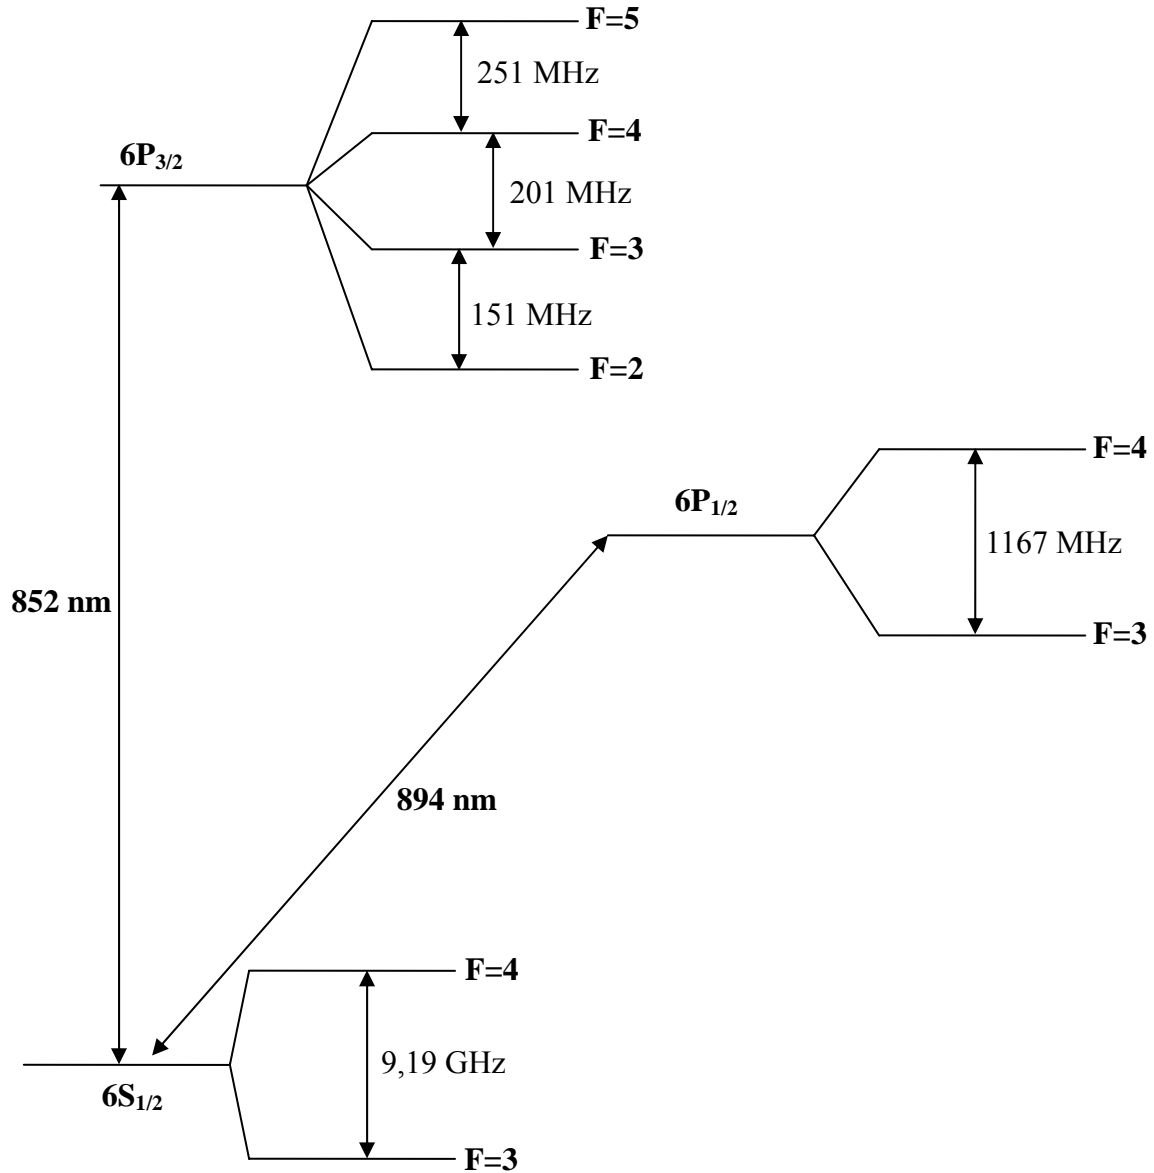 F=5
251 MHz
F=4
6P3/2
201 MHz
F=3
151 MHz
F=2
F=4
6P1/2
1167 MHz
852 nm
F=3
894 nm
F=4
9,19 GHz
6S1/2
F=3